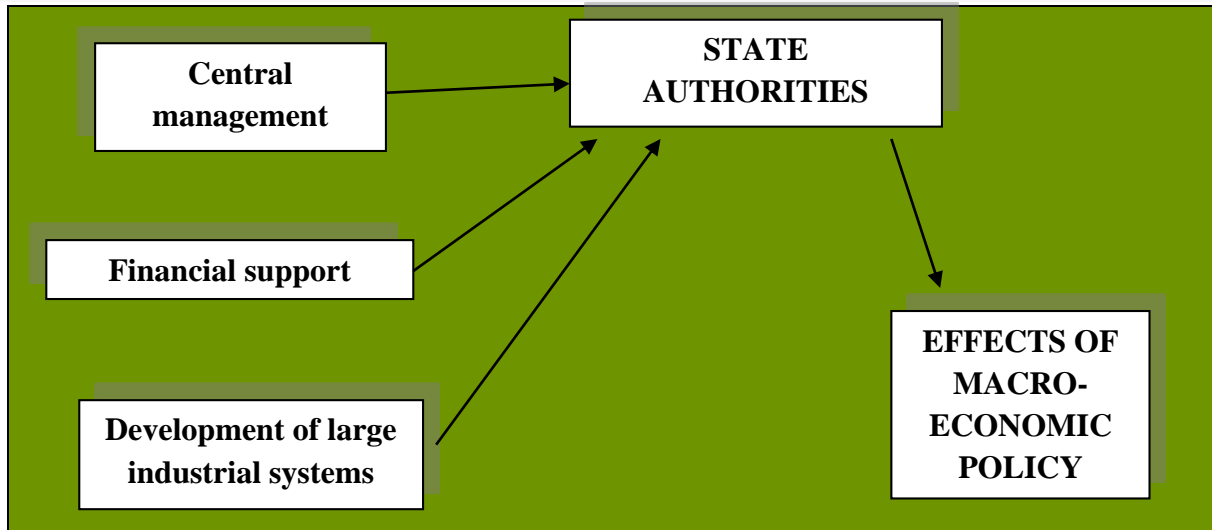 Central
management
STATE
AUTHORITIES
Financial support
Development of large
industrial systems
EFFECTS OF
MACRO-
ECONOMIC
POLICY